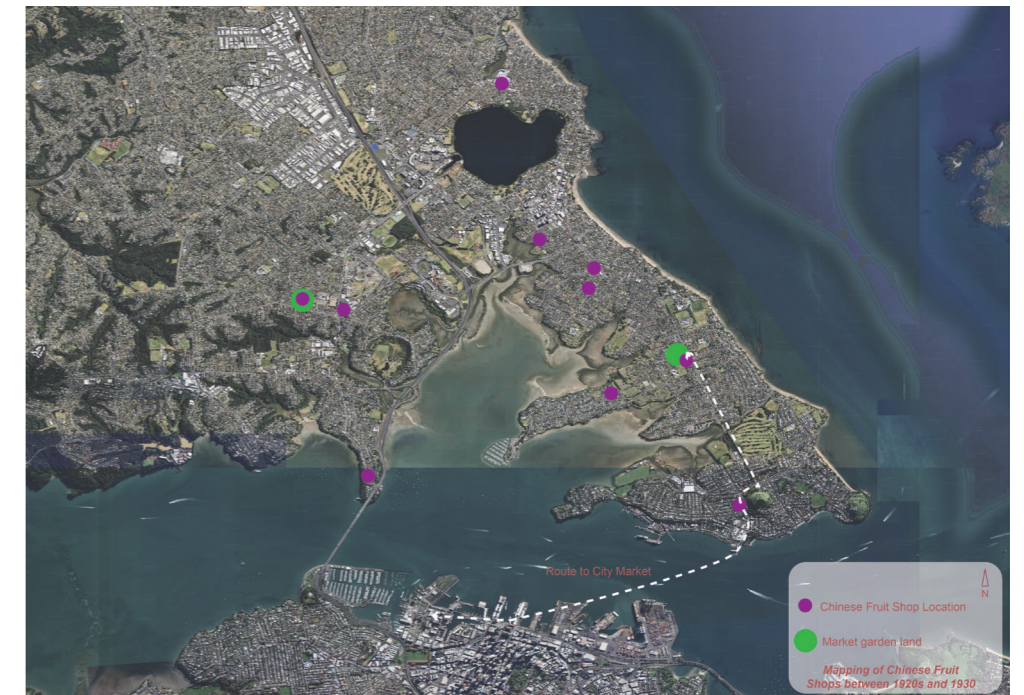 Route to City Market
N
Chinese Fruit Shop Location
Market garden land
Mapping of Chinese Fruit
Shops between 1920s and 1930